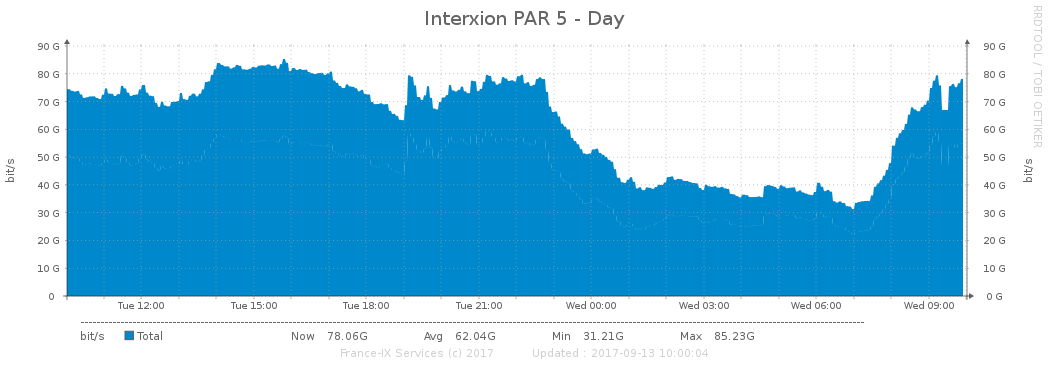 Interxion PAR 5 - Day
RRDTOOL / TOBI OETIKER
bit/s
90 G 90 G
80 G 80 G
70 G 70 G
60 G 60 G
50 G 50 G
40 G 40 G
30 G 30 G
20 G 20 G
10 G 10 G
0 0 G
bit/s
Tue 12:00 Tue 15:00 Tue 18:00 Tue 21:00 Wed 00:00 Wed 03:00 Wed 06:00 Wed 09:00
bit/s Total Now 78.06G Avg 62.04G Min 31.21G Max 85.23G
France-IX Services (c) 2017 Updated : 2017-09-13 10:00:04